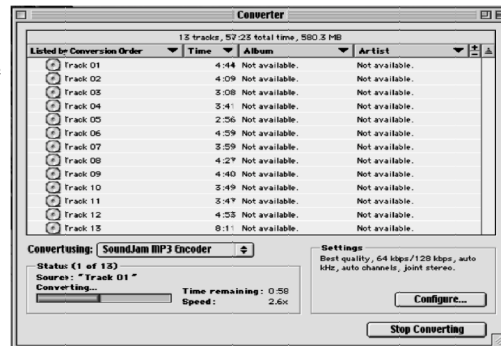 Converter
13 tracks, 57:23 total time, 580.3 MB
Listed by Conversion Order Time Album Artist
Track 01 4:44 Not available. Not available.
Track 02 4:09 Not available. Not available.
Track 03 3:08 Not available. Not available.
Track 04 3:41 Not available. Not available.
Track 05 2:56 Not available. Not available.
Track 06 4:59 Not available. Not available.
Track 07 3:59 Not available. Not available.
Track 08 4:27 Not available. Not available.
Track 09 4:40 Not available. Not available.
Track 10 3:49 Not available. Not available.
Track 11 3:47 Not available. Not available.
Track 12 4:53 Not available. Not available.
Track 13 8:11 Not available. Not available.
Convert using: SoundJam MP3 Encoder
Status (1 of 13)
Source: "Track 01 "
Converting...
Time remaining: 0:58
Speed: 2.6x
Settings
Best quality, 64 kbps/128 kbps, auto
kHz, auto channels, joint stereo.
Configure...
Stop Converting